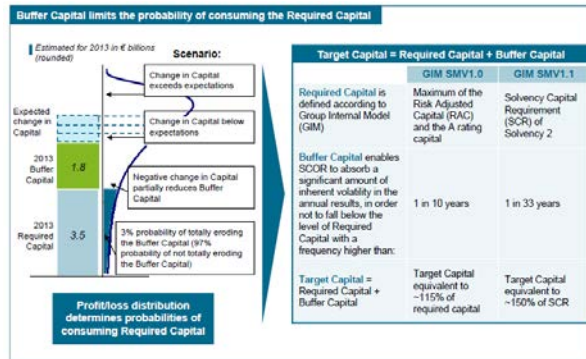 Buffer Capital limits the probability of consuming the Required Capital
Estimated for 2013 in € billions
(rounded)
Scenario:
Change in Capital
exceeds expectations
Expected
change in
Capital
Change in Capital below
expectations
2013
Buffer
Capital
1.8
Negative change in Capital
partially reduces Buffer
Capital
2013
Required
Capital
3.5
3% probability of totally eroding
the Buffer Capital (97%
probability of not totally eroding
the Buffer Capital)
Profit/loss distribution
determines probabilities of
consuming Required Capital
Target Capital = Required Capital + Buffer Capital
GIM SMV1.0
GIM SMV1.1
Required Capital is
defined according to
Group Internal Model
(GIM)
Maximum of the
Risk Adjusted
Capital (RAC)
and the A rating
capital
Solvency Capital
Requirement
(SCR) of
Solvency 2
Buffer Capital enables
SCOR to absorb a
significant amount of
inherent volatility in the
annual results, in order
not to fall below the
level of Required
Capital with a
frequency higher than:
1 in 10 years
1 in 33 years
Target Capital =
Required Capital +
Buffer Capital
Target Capital
equivalent to
~115% of
required capital
Target Capital
equivalent to
~150% of SCR